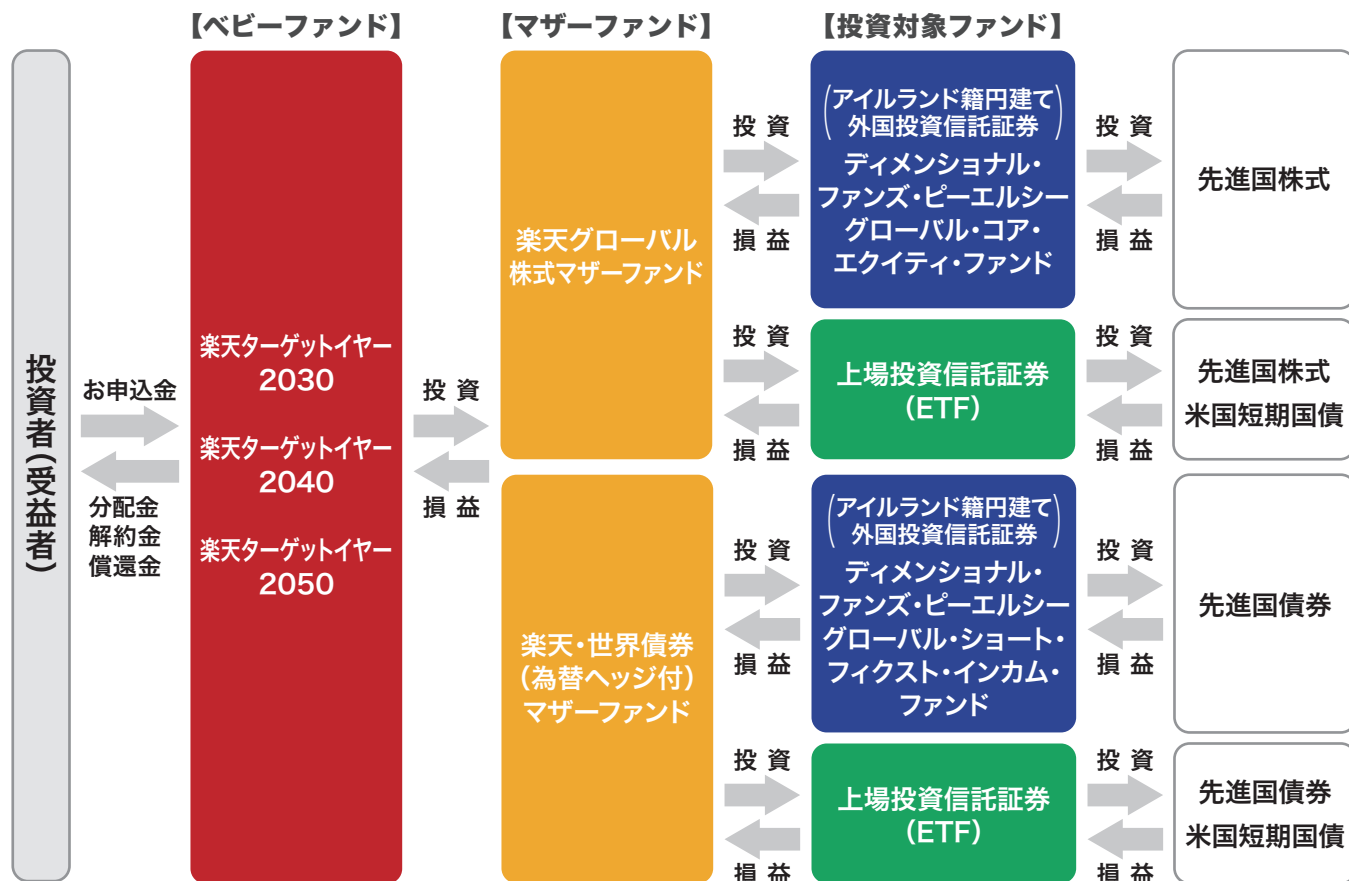 【ベビーファンド】
【マザーファンド】
【投資対象ファンド】
投資者(受益者)
お申込金
分配金
解約金
償還金
楽天ターゲットイヤー
2030
楽天ターゲットイヤー
2040
楽天ターゲットイヤー
2050
投資
損益
楽天グローバル
株式マザーファンド
投資
損益
(アイルランド籍円建て
外国投資信託証券)
ディメンショナル・
ファンズ・ピーエルシー
グローバル・コア・
エクイティ・ファンド
投資
損益
先進国株式
投資
損益
上場投資信託証券
(ETF)
投資
損益
先進国株式
米国短期国債
楽天・世界債券
(為替ヘッジ付)
マザーファンド
投資
損益
(アイルランド籍円建て
外国投資信託証券)
ディメンショナル・
ファンズ・ピーエルシー
グローバル・ショート・
フィクスト・インカム・
ファンド
投資
損益
先進国債券
投資
損益
上場投資信託証券
(ETF)
投資
損益
先進国債券
米国短期国債